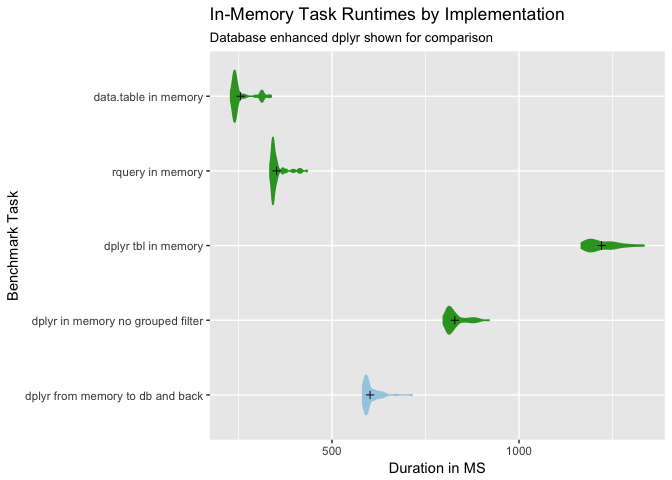 In-Memory Task Runtimes by Implementation
Database enhanced dplyr shown for comparison
Benchmark Task
data.table in memory
rquery in memory
dplyr tbl in memory
dplyr in memory no grouped filter
dplyr from memory to db and back
500
1000
Duration in MS